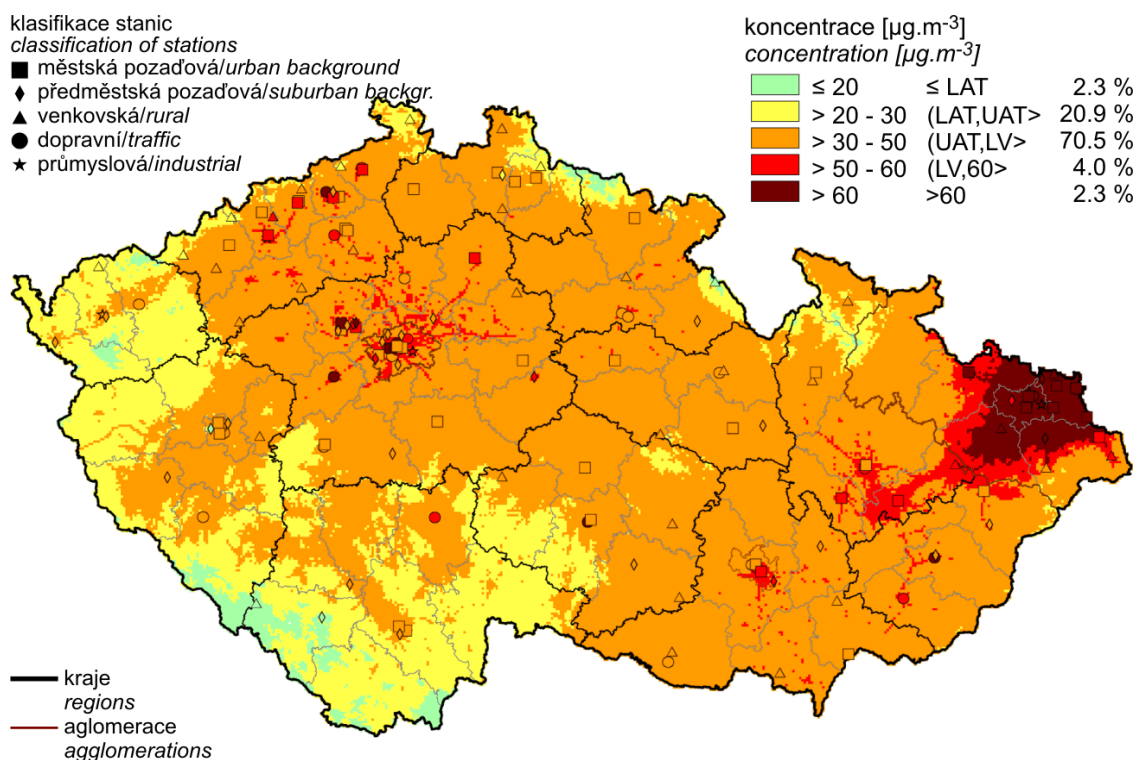 klasifikace stanic
classification of stations
městská pozaďová/urban background
předměstská pozaďová/suburban backgr.
venkovská/rural
dopravní/traffic
průmyslová/industrial
koncentrace [µg.m-3]
concentration [µg.m-3]
≤ 20 ≤ LAT 2.3 %
> 20 - 30 (LAT,UAT> 20.9 %
> 30 - 50 (UAT,LV> 70.5 %
> 50 - 60 (LV,60> 4.0 %
> 60 >60 2.3 %
kraje
regions
aglomerace
agglomerations